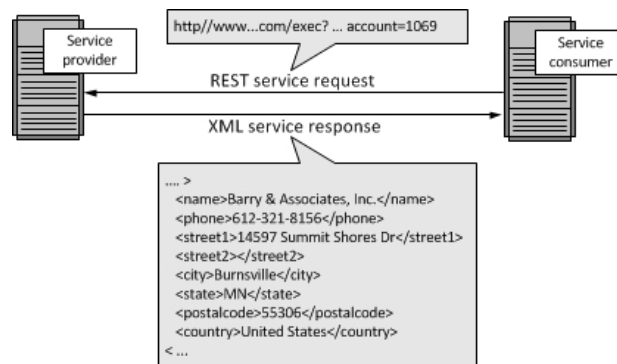 Service
provider
http//www...com/exec? ... account=1069
Service
consumer
REST service request
XML service response
.... >
<name>Barry & Associates, Inc.</name>
<phone>612-321-8156</phone>
<street1>14597 Summit Shores Dr</street1>
<street2></street2>
<city>Burnsville</city>
<state>MN</state>
<postalcode>55306</postalcode>
<country>United States</country>
< ...